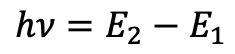 hν = E₂ − E₁